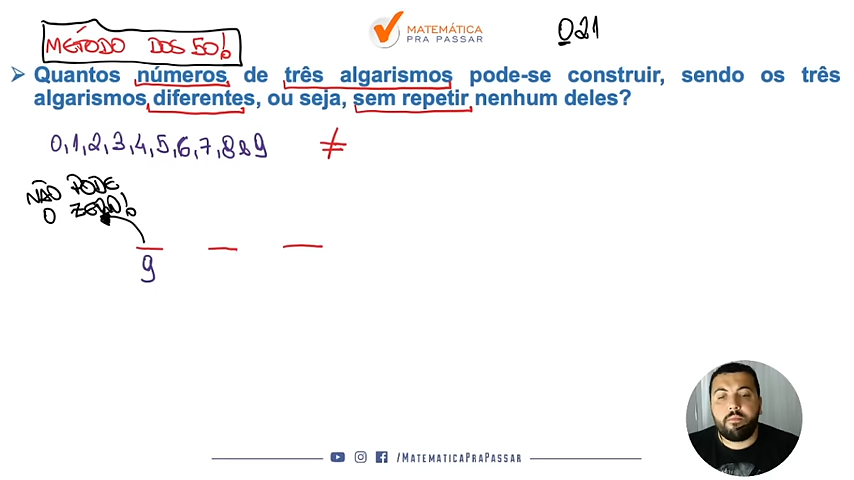 MÉTODO DOS 50!
MATEMÁTICA
PRA PASSAR
021
Quantos números de três algarismos pode-se construir, sendo os três
algarismos diferentes, ou seja, sem repetir nenhum deles?
0,1,2,3,4,5,6,7,8 e 9 ≠
NÃO PODE
O ZERO!
9
/MATEMATICAPRAPASSAR